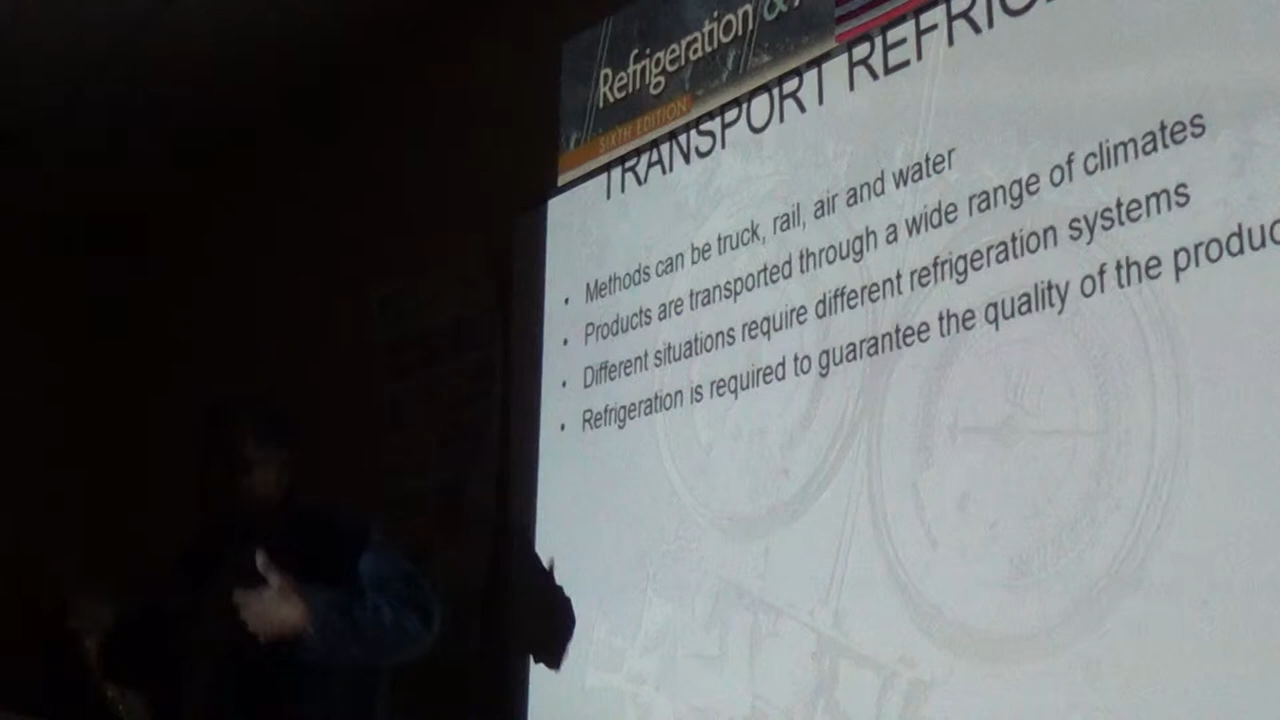 Refrigeration &
SIXTH EDITION
TRANSPORT
• Methods can be truck, rail, air and water
• Products are transported through a wide range of climates
• Different situations require different refrigeration systems
• Refrigeration is required to guarantee the quality of the